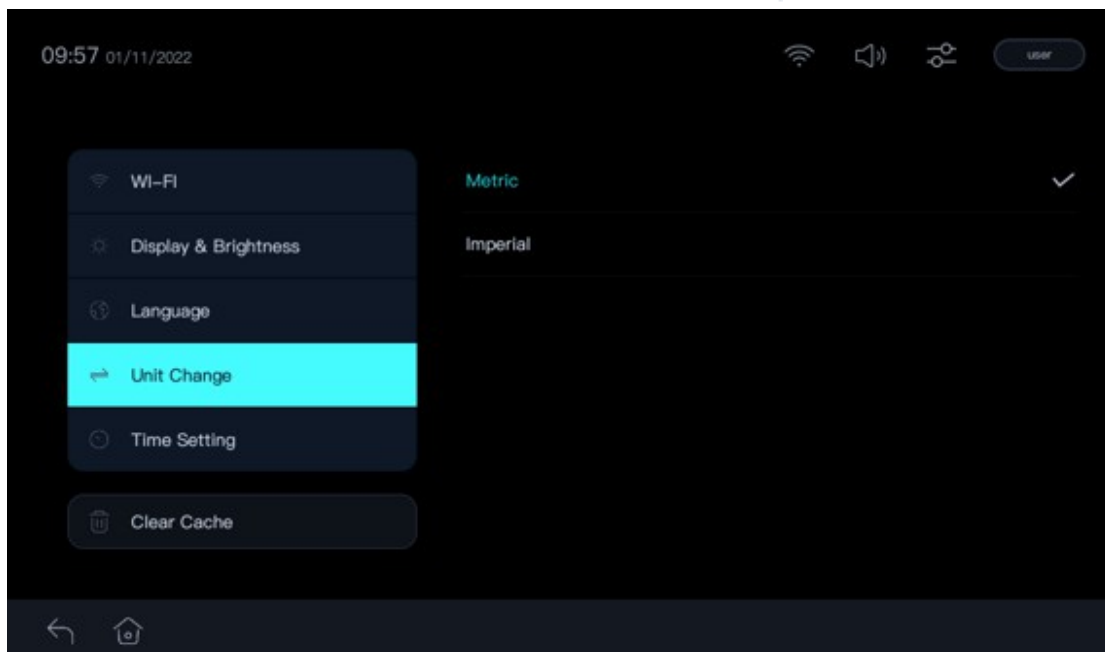 09:57 01/11/2022
user
WI-FI
Display & Brightness
Language
Unit Change
Time Setting
Clear Cache
Metric
Imperial